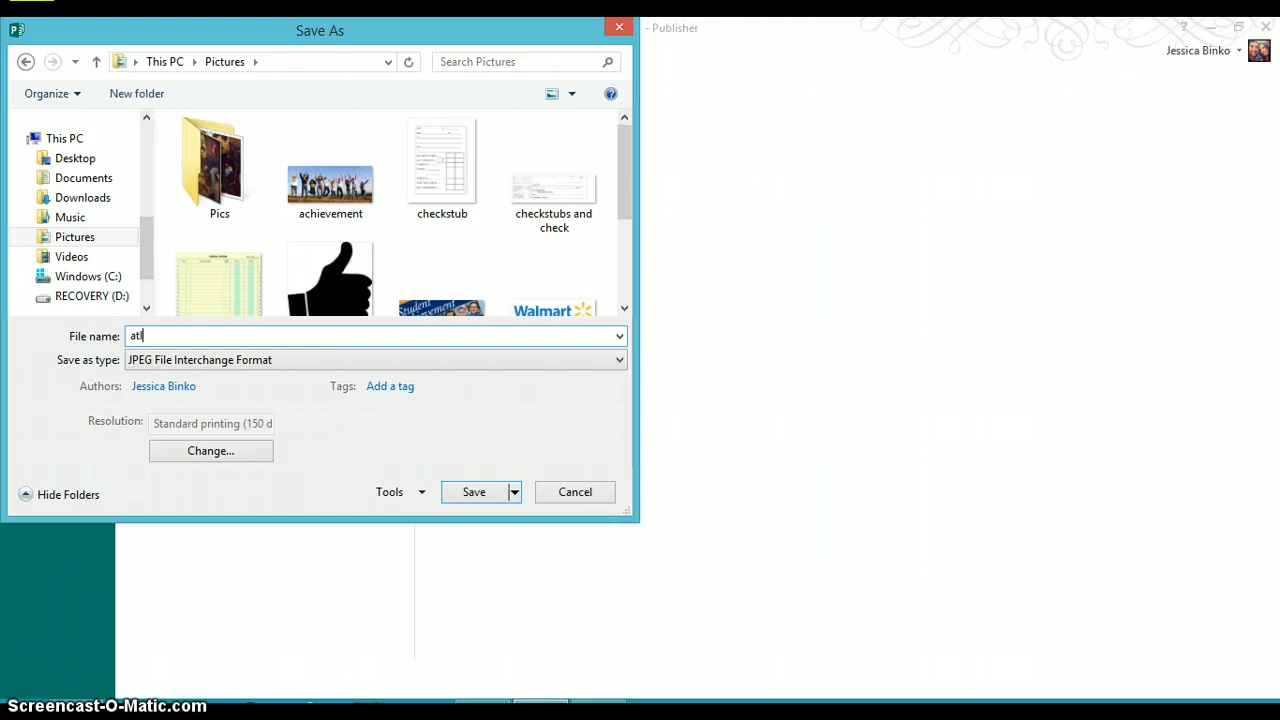 Save As
- Publisher
Jessica Binko
This PC
Pictures
Search Pictures
Organize
New folder
This PC
Desktop
Documents
Downloads
Music
Pictures
Videos
Windows (C:)
RECOVERY (D:)
Pics
achievement
checkstub
checkstubs and
check
Student
Walmart
File name: atl
Save as type: JPEG File Interchange Format
Authors: Jessica Binko
Tags: Add a tag
Resolution: Standard printing (150 d
Change...
Hide Folders
Tools
Save
Cancel
Screencast-O-Matic.com